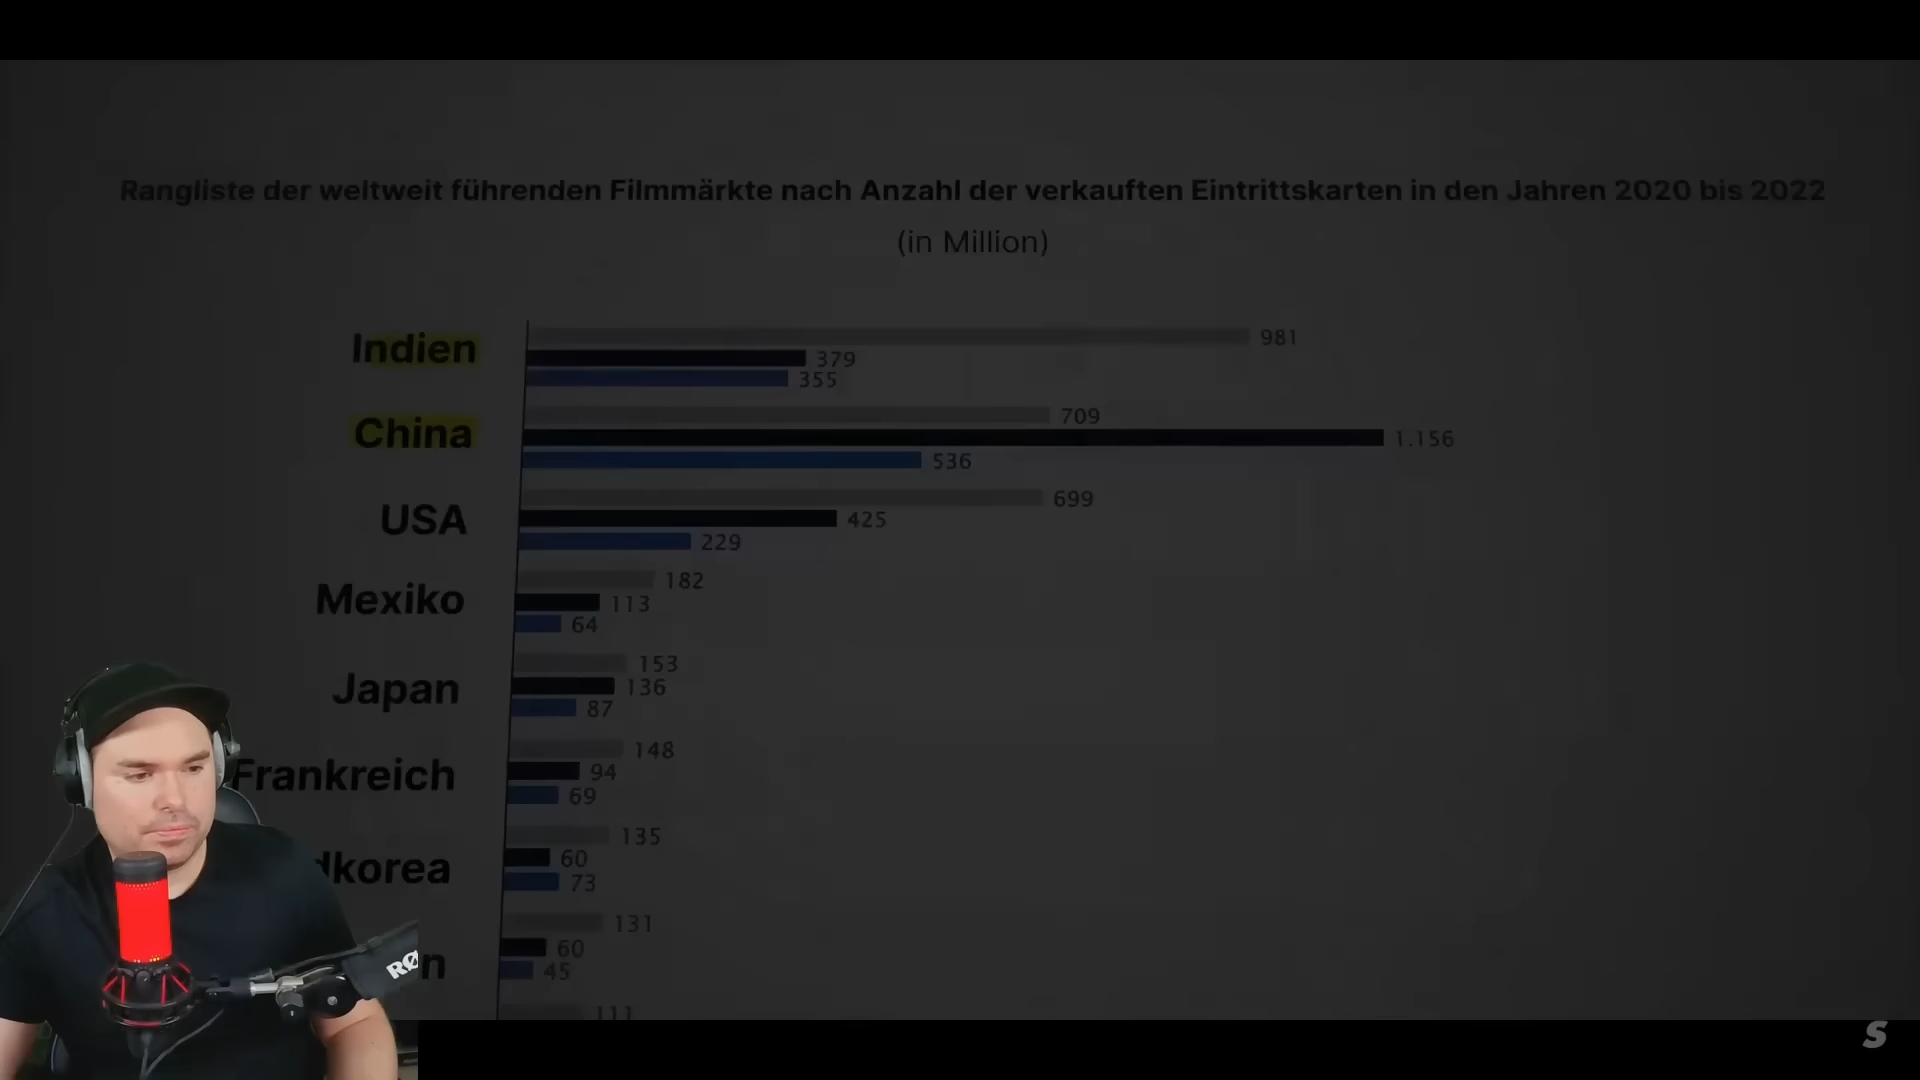 Rangliste der weltweit führenden Filmmärkte nach Anzahl der verkauften Eintrittskarten in den Jahren 2020 bis 2022
(in Million)
Indien
981
379
355
China
709
1.156
536
USA
699
425
229
Mexiko
182
113
64
Japan
153
136
87
Frankreich
148
94
69
dkorea
135
60
73
n
131
60
45
111
RØ
S